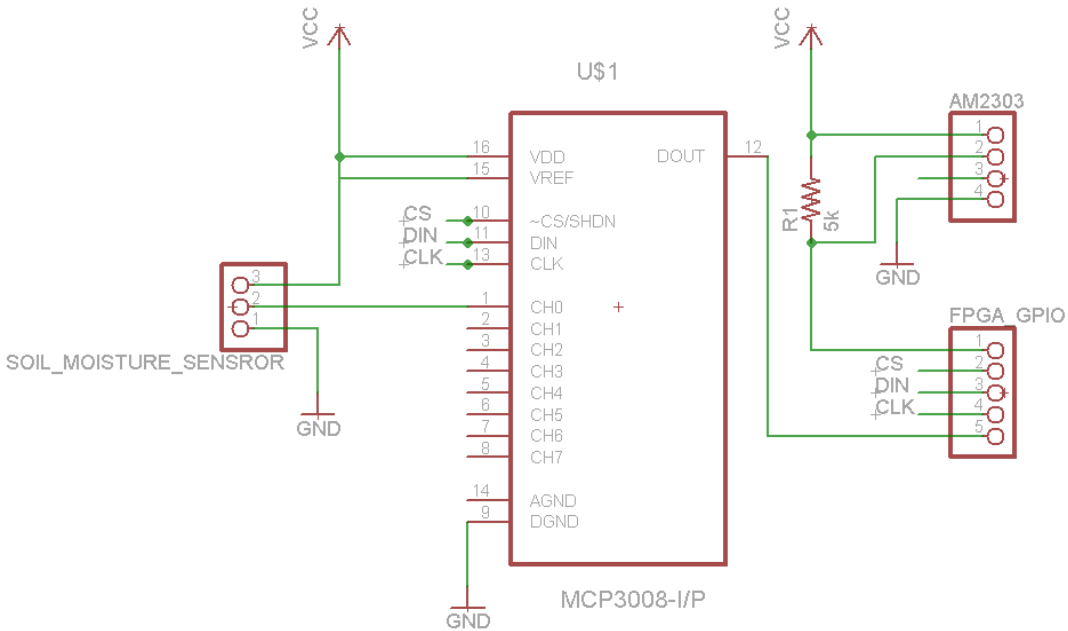 VCC
VCC
U$1
AM2303
1
2
3
4
16 VDD
15 VREF
DOUT 12
CS 10 ~CS/SHDN
DIN 11 DIN
CLK 13 CLK
R1
5k
GND
3
2
1
SOIL_MOISTURE_SENSROR
GND
1 CH0
2 CH1
3 CH2
4 CH3
5 CH4
6 CH5
7 CH6
8 CH7
14 AGND
9 DGND
FPGA_GPIO
1
CS 2
DIN 3
CLK 4
5
GND
MCP3008-I/P